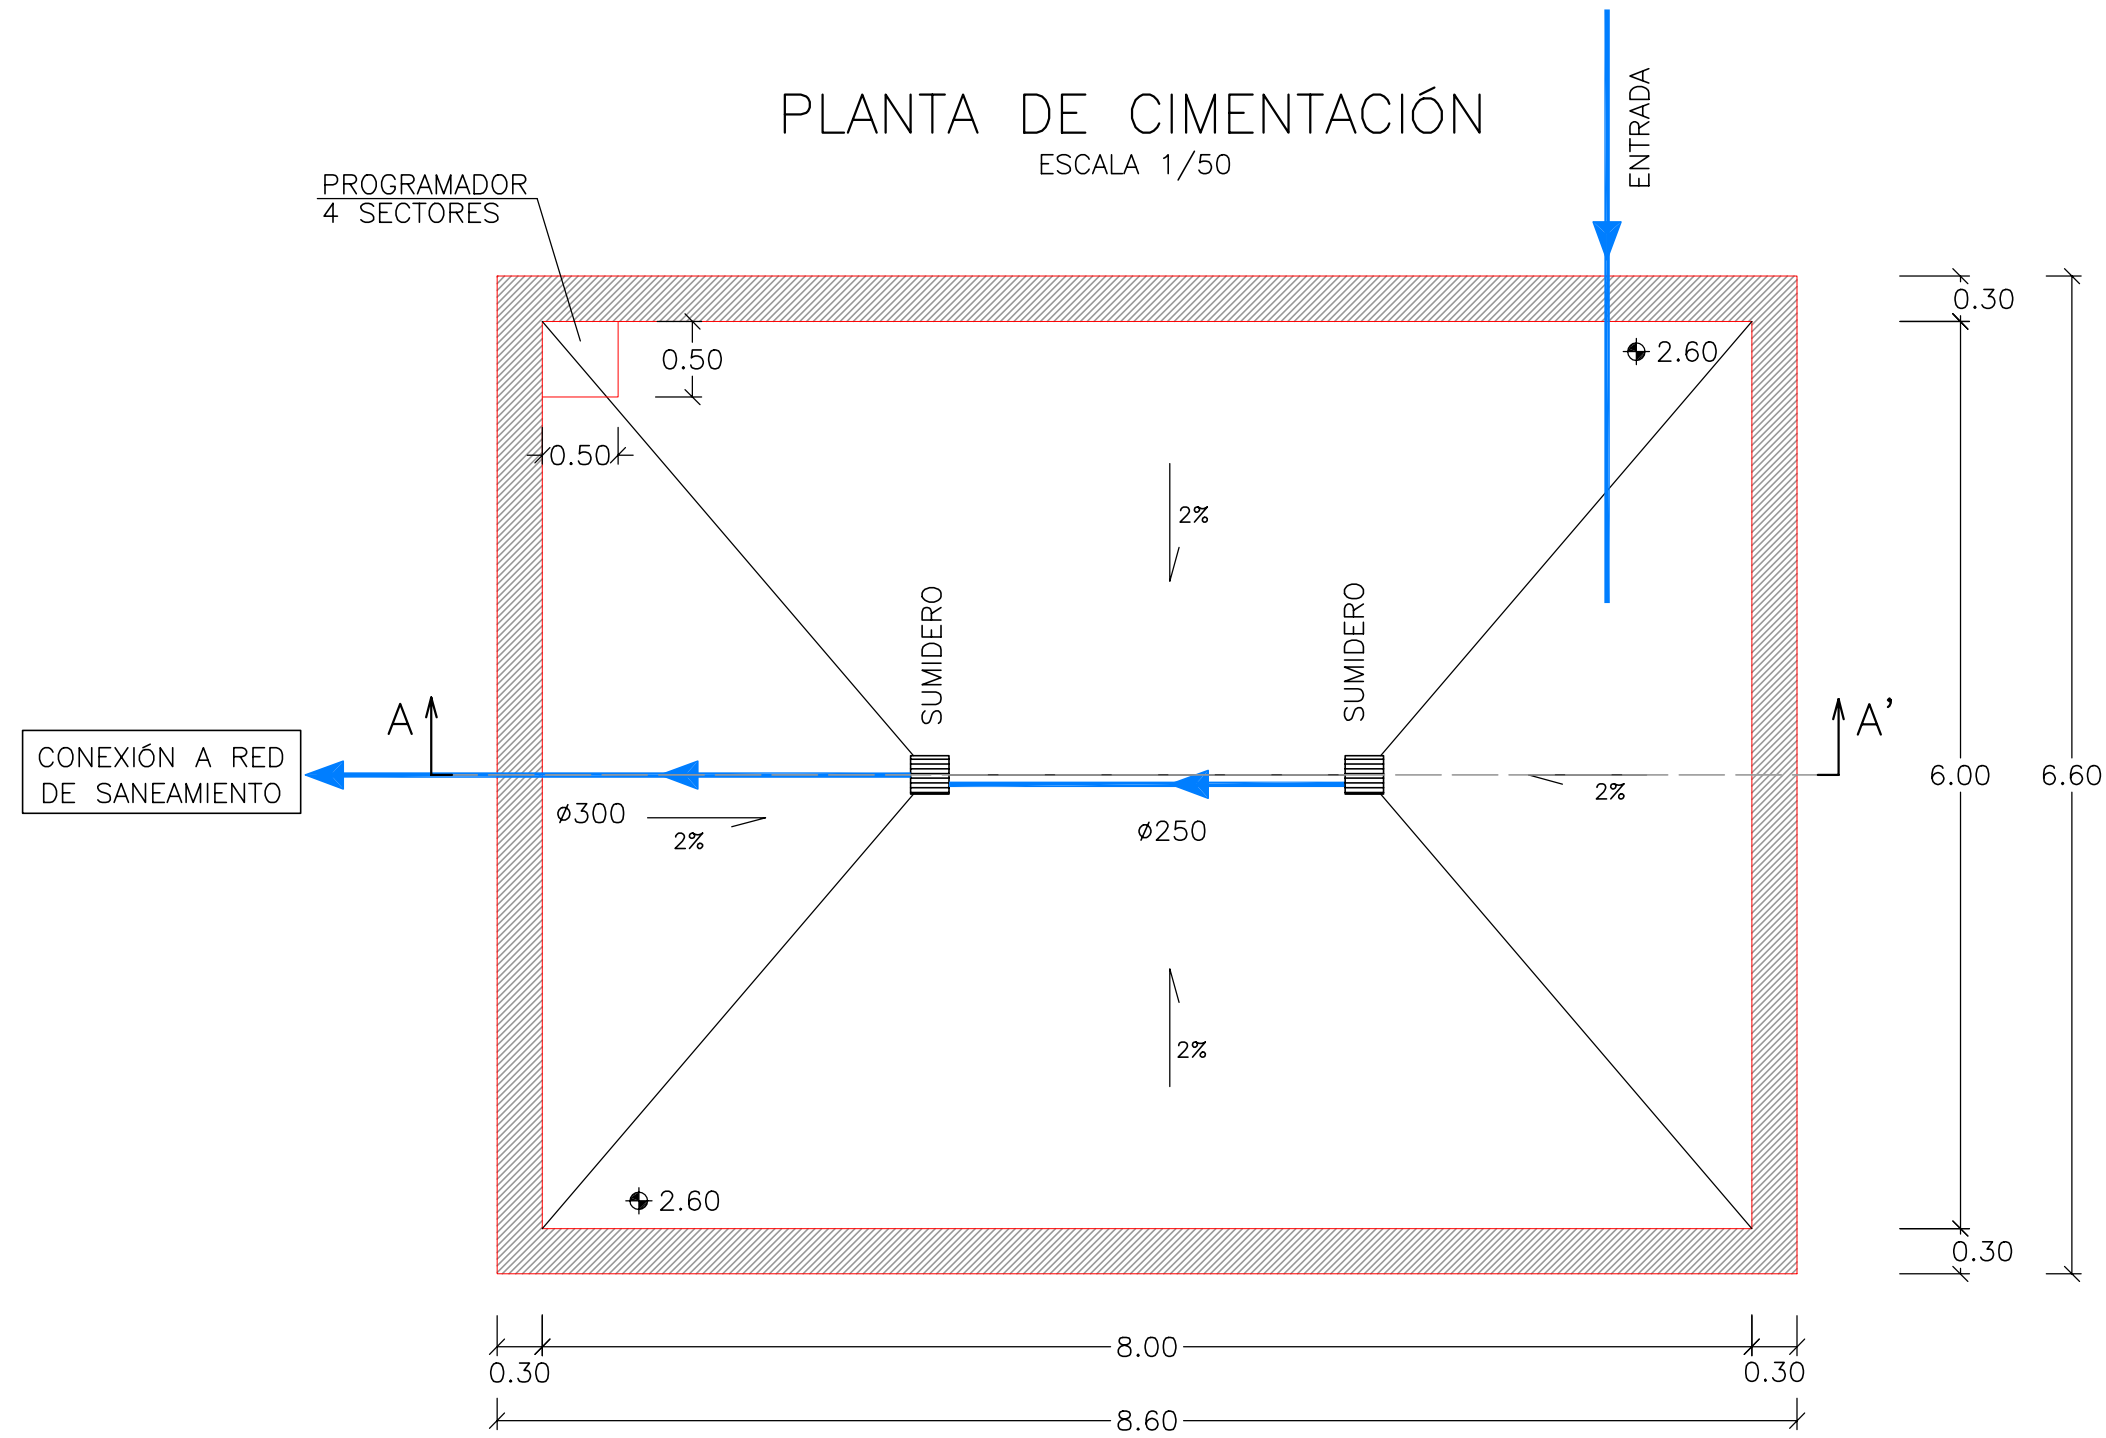 PLANTA DE CIMENTACIÓN
ESCALA 1/50
ENTRADA
PROGRAMADOR
4 SECTORES
0.30
2.60
0.50
0.50
2%
SUMIDERO
SUMIDERO
A
A'
CONEXIÓN A RED
DE SANEAMIENTO
6.00
6.60
2%
ø300
2%
ø250
2%
2.60
0.30
8.00
0.30
0.30
8.60